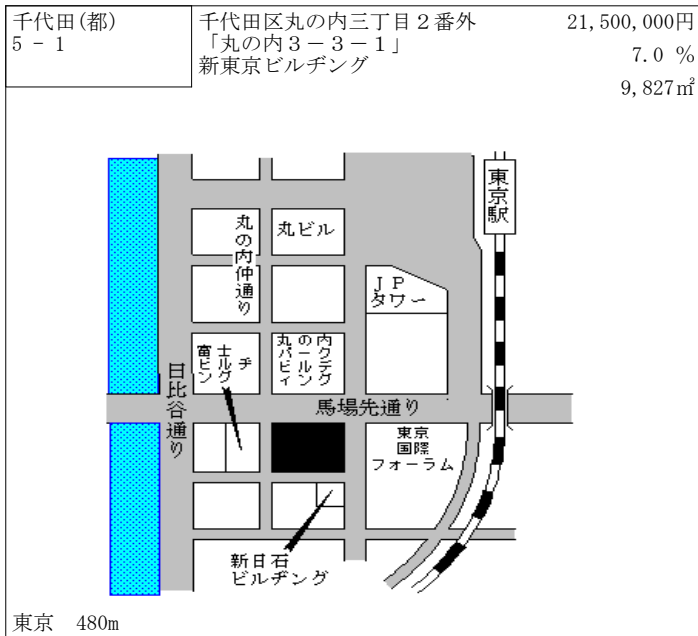 千代田(都)
5 - 1
千代田区丸の内三丁目２番外
「丸の内３－３－１」
新東京ビルヂング
21,500,000円
7.0 %
9,827㎡
東京駅
丸の内仲通り
丸ビル
ＪＰ
タワー
富士ビルヂング
丸の内パークビルディング
日比谷通り
馬場先通り
東京
国際
フォーラム
新日石
ビルヂング
東京　480m